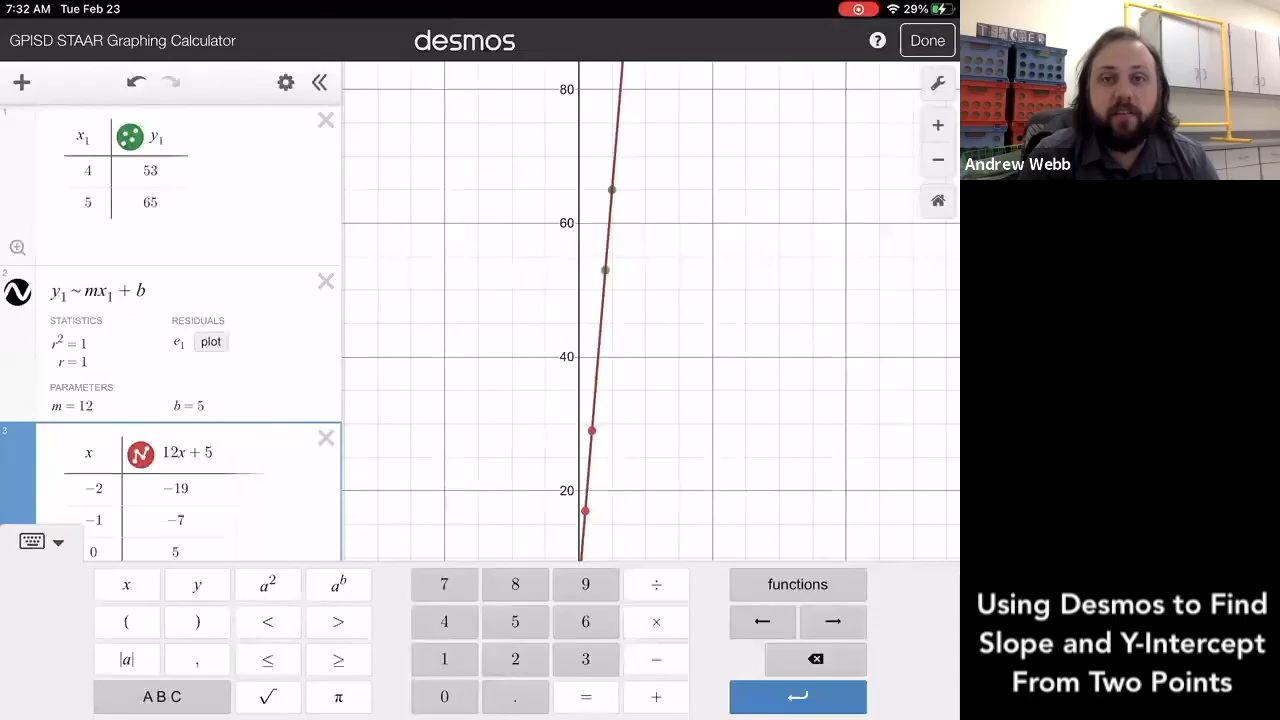 7:32 AM Tue Feb 23
29%
GPISD STAAR Graphing Calculator
desmos
?
Done
1
x₁ y₁
4 53
5 65
2
y₁ ~ mx₁ + b
STATISTICS RESIDUALS
r² = 1 e₁ plot
r = 1
PARAMETERS
m = 12 b = 5
3
x 12x + 5
−2 −19
−1 −7
0 5
80
60
40
20
+
−
x y a² aᵇ 7 8 9 ÷ functions
( ) < > 4 5 6 × ← →
|a| , ≤ ≥ 1 2 3 −
A B C √ π 0 . = +
Andrew Webb
Using Desmos to Find
Slope and Y-Intercept
From Two Points